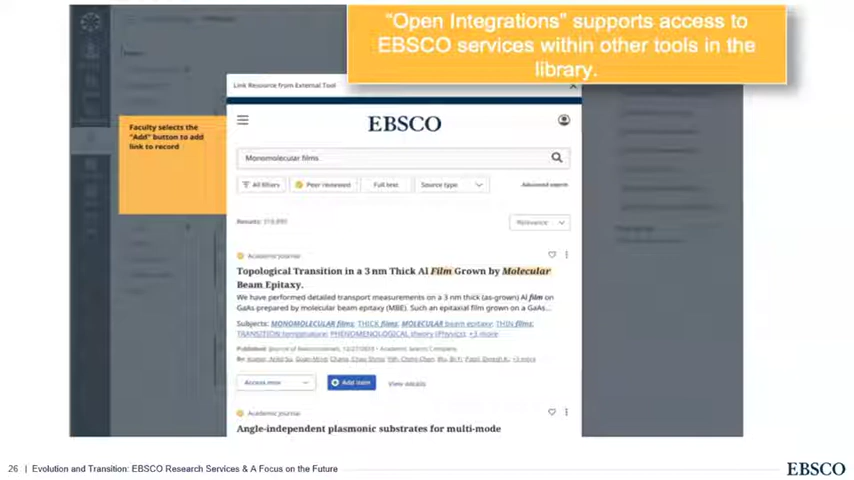 “Open Integrations” supports access to
EBSCO services within other tools in the
library.
Link Resource from External Tool
Faculty selects the
"Add" button to add
link to record
EBSCO
Monomolecular films
All filters
Peer reviewed
Full text
Source type
Advanced search
Results:
Relevance
Academic Journal
Topological Transition in a 3 nm Thick Al Film Grown by Molecular
Beam Epitaxy.
We have performed detailed transport measurements on a 3 nm thick (as-grown) Al film on
GaAs prepared by molecular beam epitaxy (MBE). Such an epitaxial film grown on a GaAs...
Subjects: MONOMOLECULAR films; THICK films; MOLECULAR beam epitaxy; THIN films;
TRANSITION temperature; PHENOMENOLOGICAL theory (Physics); +1 more
Published:
By:
Access now
Add item
View details
Academic Journal
Angle-independent plasmonic substrates for multi-mode
26 | Evolution and Transition: EBSCO Research Services & A Focus on the Future
EBSCO